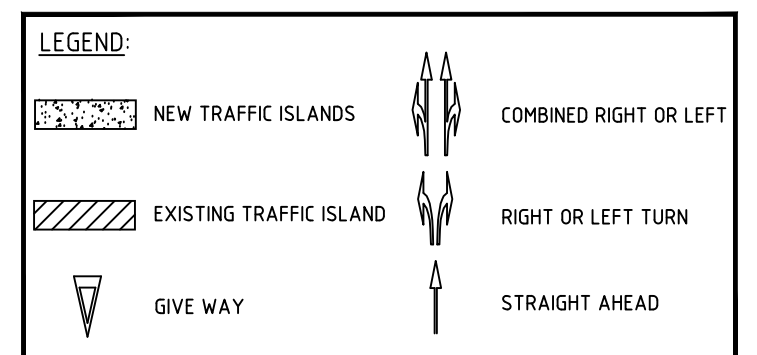 LEGEND:
NEW TRAFFIC ISLANDS
EXISTING TRAFFIC ISLAND
GIVE WAY
COMBINED RIGHT OR LEFT
RIGHT OR LEFT TURN
STRAIGHT AHEAD